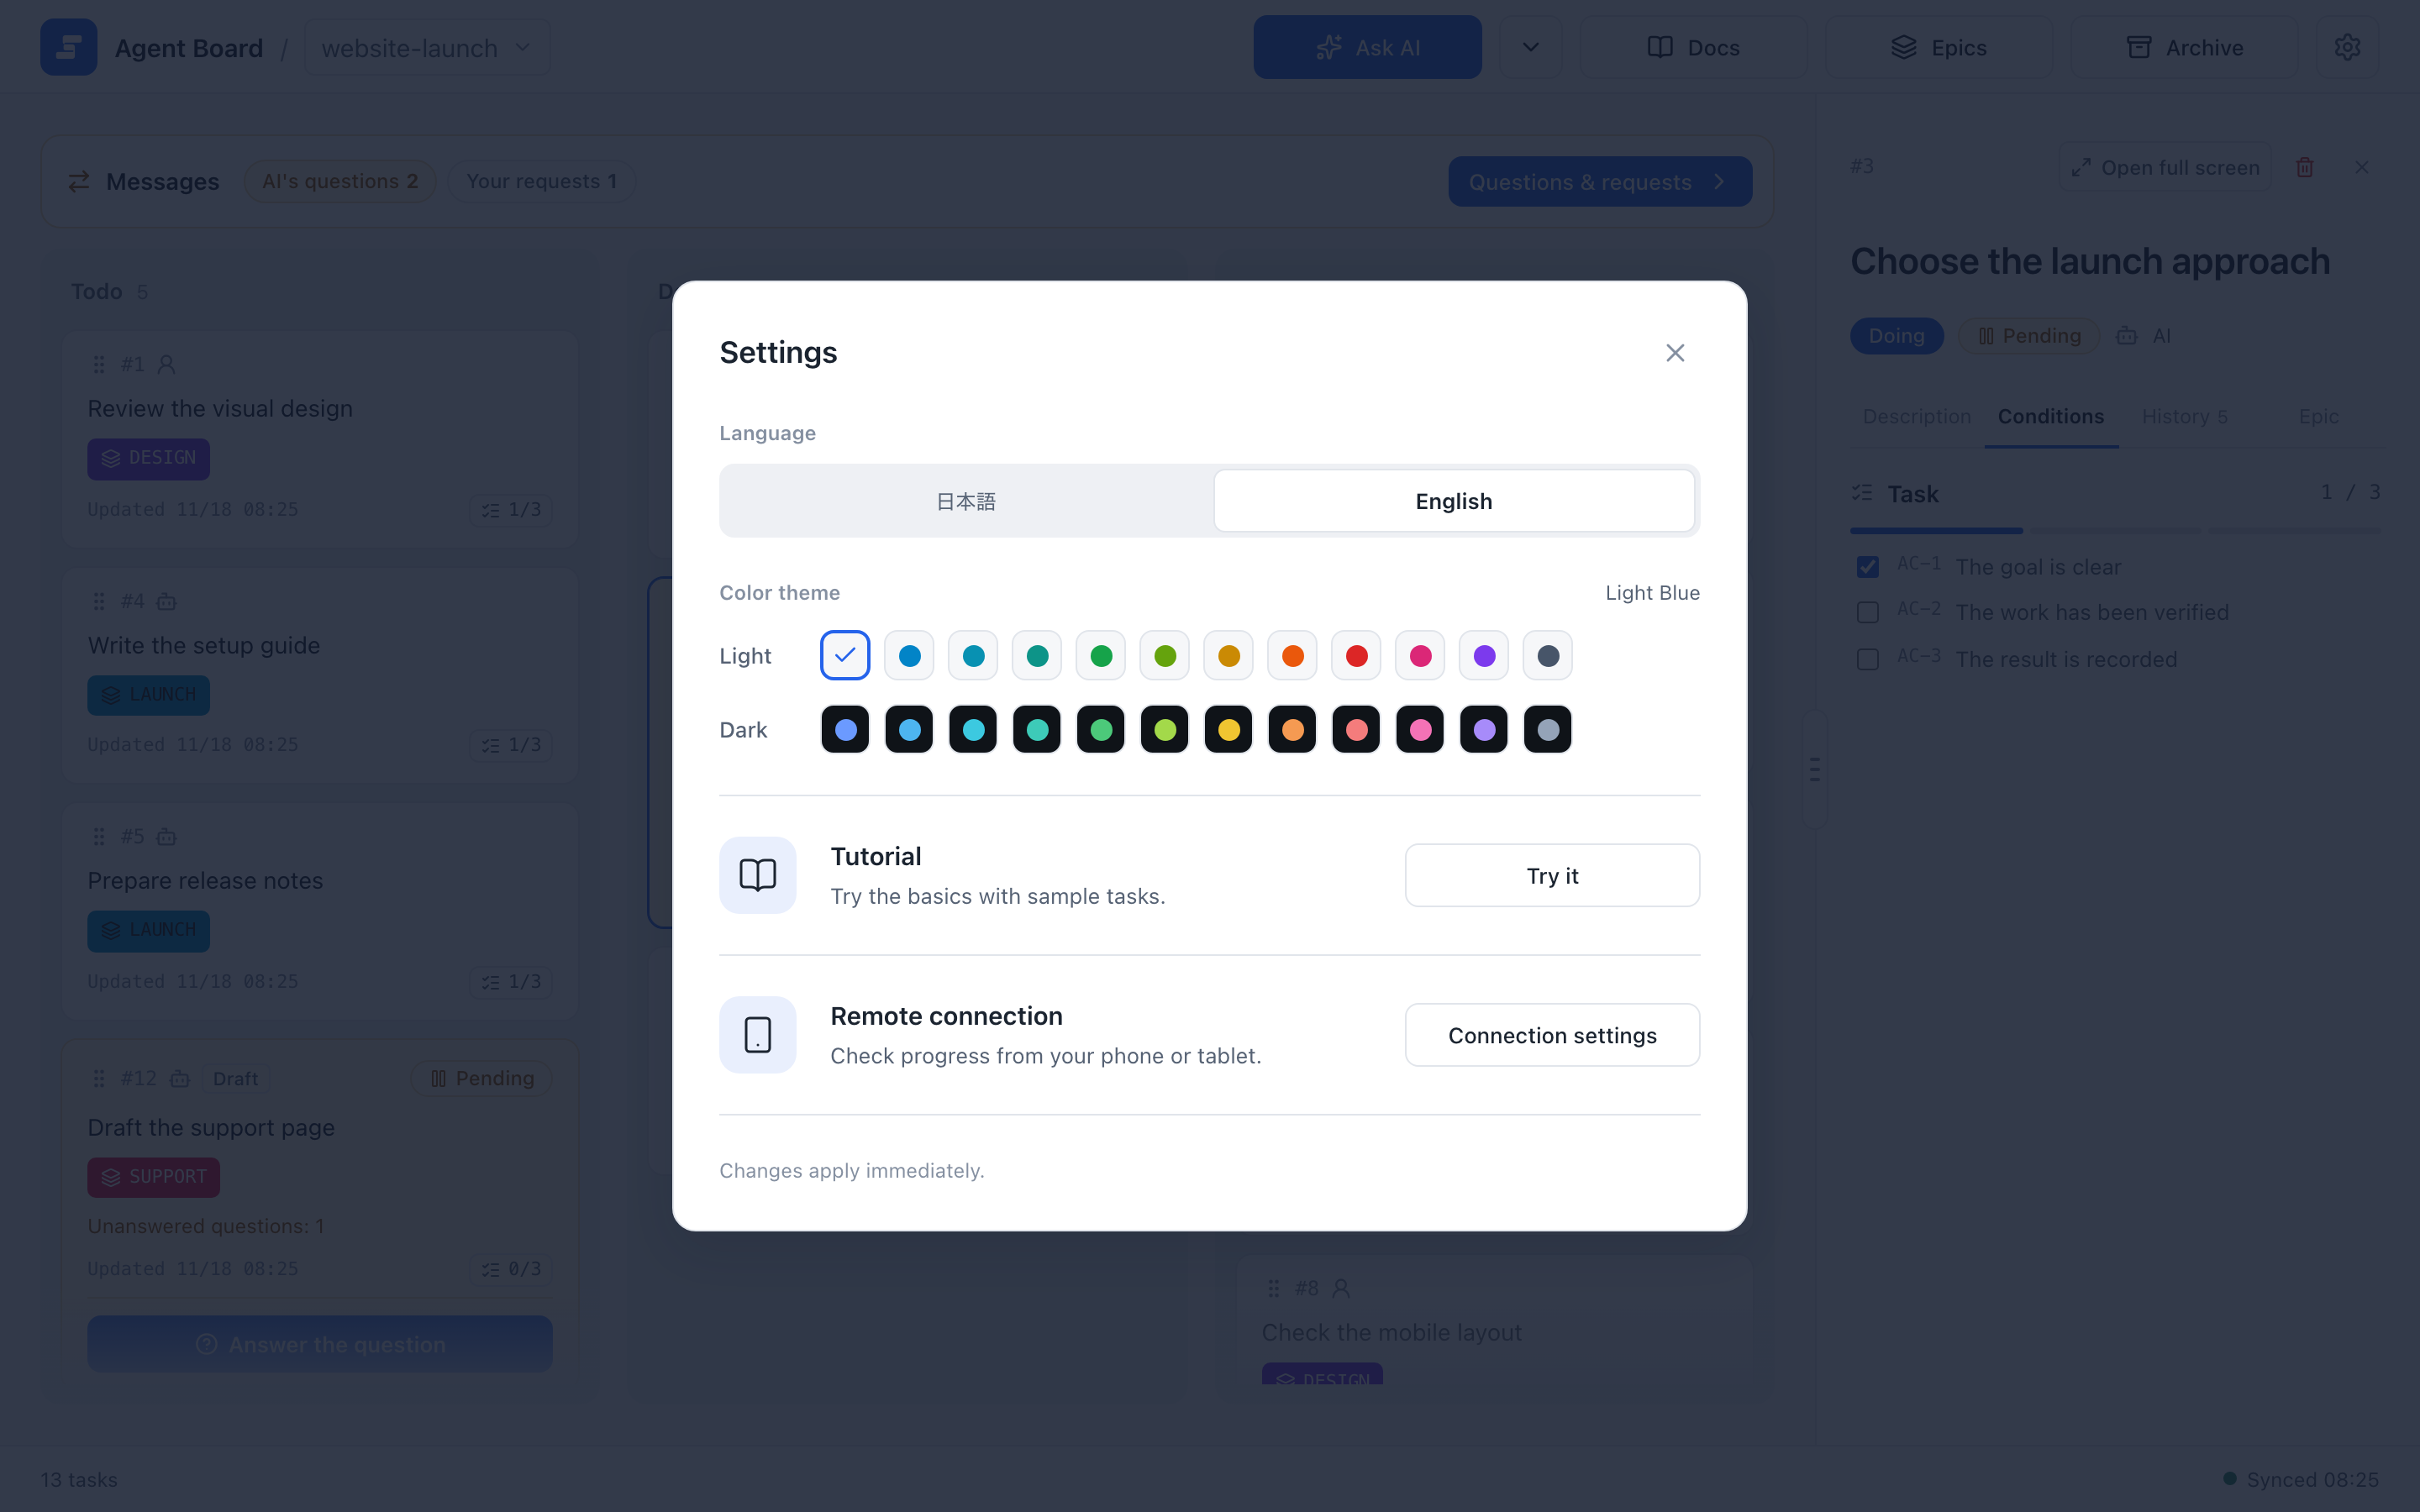 Agent Board / website-launch
Ask AI
Docs
Epics
Archive
Messages
AI's questions 2
Your requests 1
Questions & requests
Todo 5
#1
Review the visual design
DESIGN
Updated 11/18 08:25
1/3
#4
Write the setup guide
LAUNCH
Updated 11/18 08:25
1/3
#5
Prepare release notes
LAUNCH
Updated 11/18 08:25
1/3
#12
Draft
Pending
Draft the support page
SUPPORT
Unanswered questions: 1
Updated 11/18 08:25
0/3
Answer the question
Settings
Language
日本語
English
Color theme
Light Blue
Light
Dark
Tutorial
Try the basics with sample tasks.
Try it
Remote connection
Check progress from your phone or tablet.
Connection settings
Changes apply immediately.
#8
Check the mobile layout
DESIGN
#3
Open full screen
Choose the launch approach
Doing
Pending
AI
Description
Conditions
History 5
Epic
Task
1 / 3
AC-1 The goal is clear
AC-2 The work has been verified
AC-3 The result is recorded
13 tasks
Synced 08:25